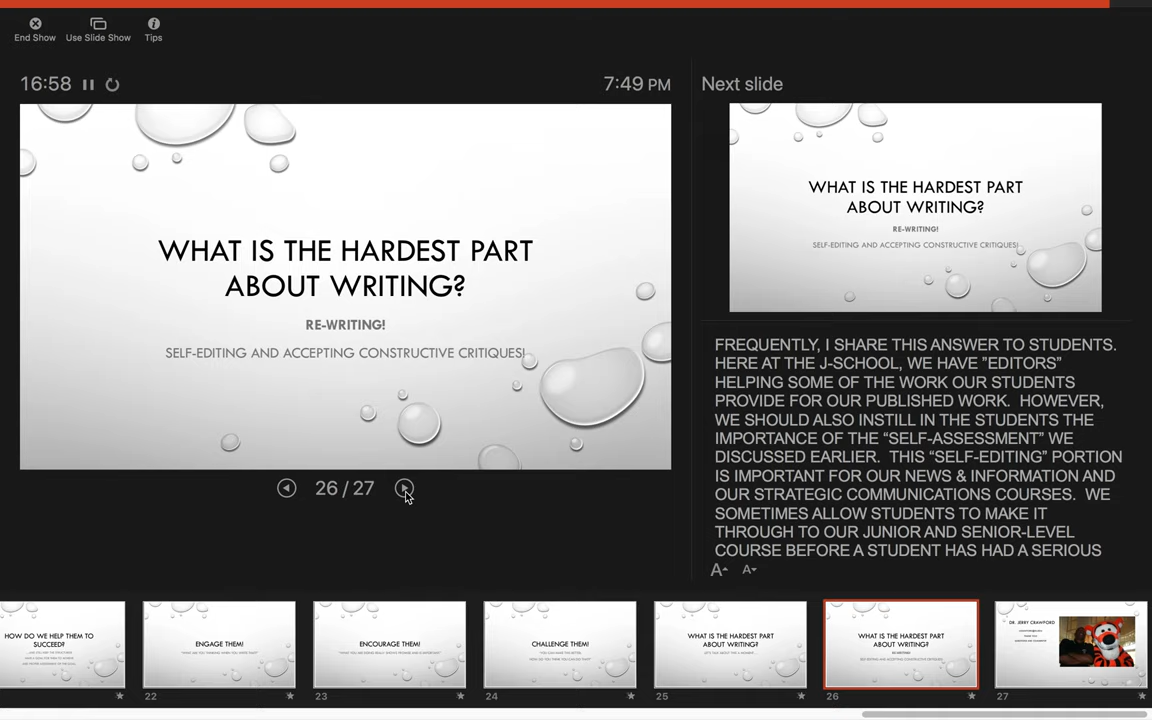 End Show
Use Slide Show
Tips
16:58
7:49 PM
Next slide
WHAT IS THE HARDEST PART
ABOUT WRITING?
RE-WRITING!
SELF-EDITING AND ACCEPTING CONSTRUCTIVE CRITIQUES!
WHAT IS THE HARDEST PART
ABOUT WRITING?
RE-WRITING!
SELF-EDITING AND ACCEPTING CONSTRUCTIVE CRITIQUES!
26 / 27
FREQUENTLY, I SHARE THIS ANSWER TO STUDENTS.
HERE AT THE J-SCHOOL, WE HAVE ”EDITORS”
HELPING SOME OF THE WORK OUR STUDENTS
PROVIDE FOR OUR PUBLISHED WORK. HOWEVER,
WE SHOULD ALSO INSTILL IN THE STUDENTS THE
IMPORTANCE OF THE “SELF-ASSESSMENT” WE
DISCUSSED EARLIER. THIS “SELF-EDITING” PORTION
IS IMPORTANT FOR OUR NEWS & INFORMATION AND
OUR STRATEGIC COMMUNICATIONS COURSES. WE
SOMETIMES ALLOW STUDENTS TO MAKE IT
THROUGH TO OUR JUNIOR AND SENIOR-LEVEL
COURSE BEFORE A STUDENT HAS HAD A SERIOUS
A A
HOW DO WE HELP THEM TO
SUCCEED?
ENGAGE THEM!
22
ENCOURAGE THEM!
23
CHALLENGE THEM!
24
WHAT IS THE HARDEST PART
ABOUT WRITING?
25
WHAT IS THE HARDEST PART
ABOUT WRITING?
RE-WRITING!
SELF-EDITING AND ACCEPTING CONSTRUCTIVE CRITIQUES!
26
DR. JERRY CRAWFORD
27